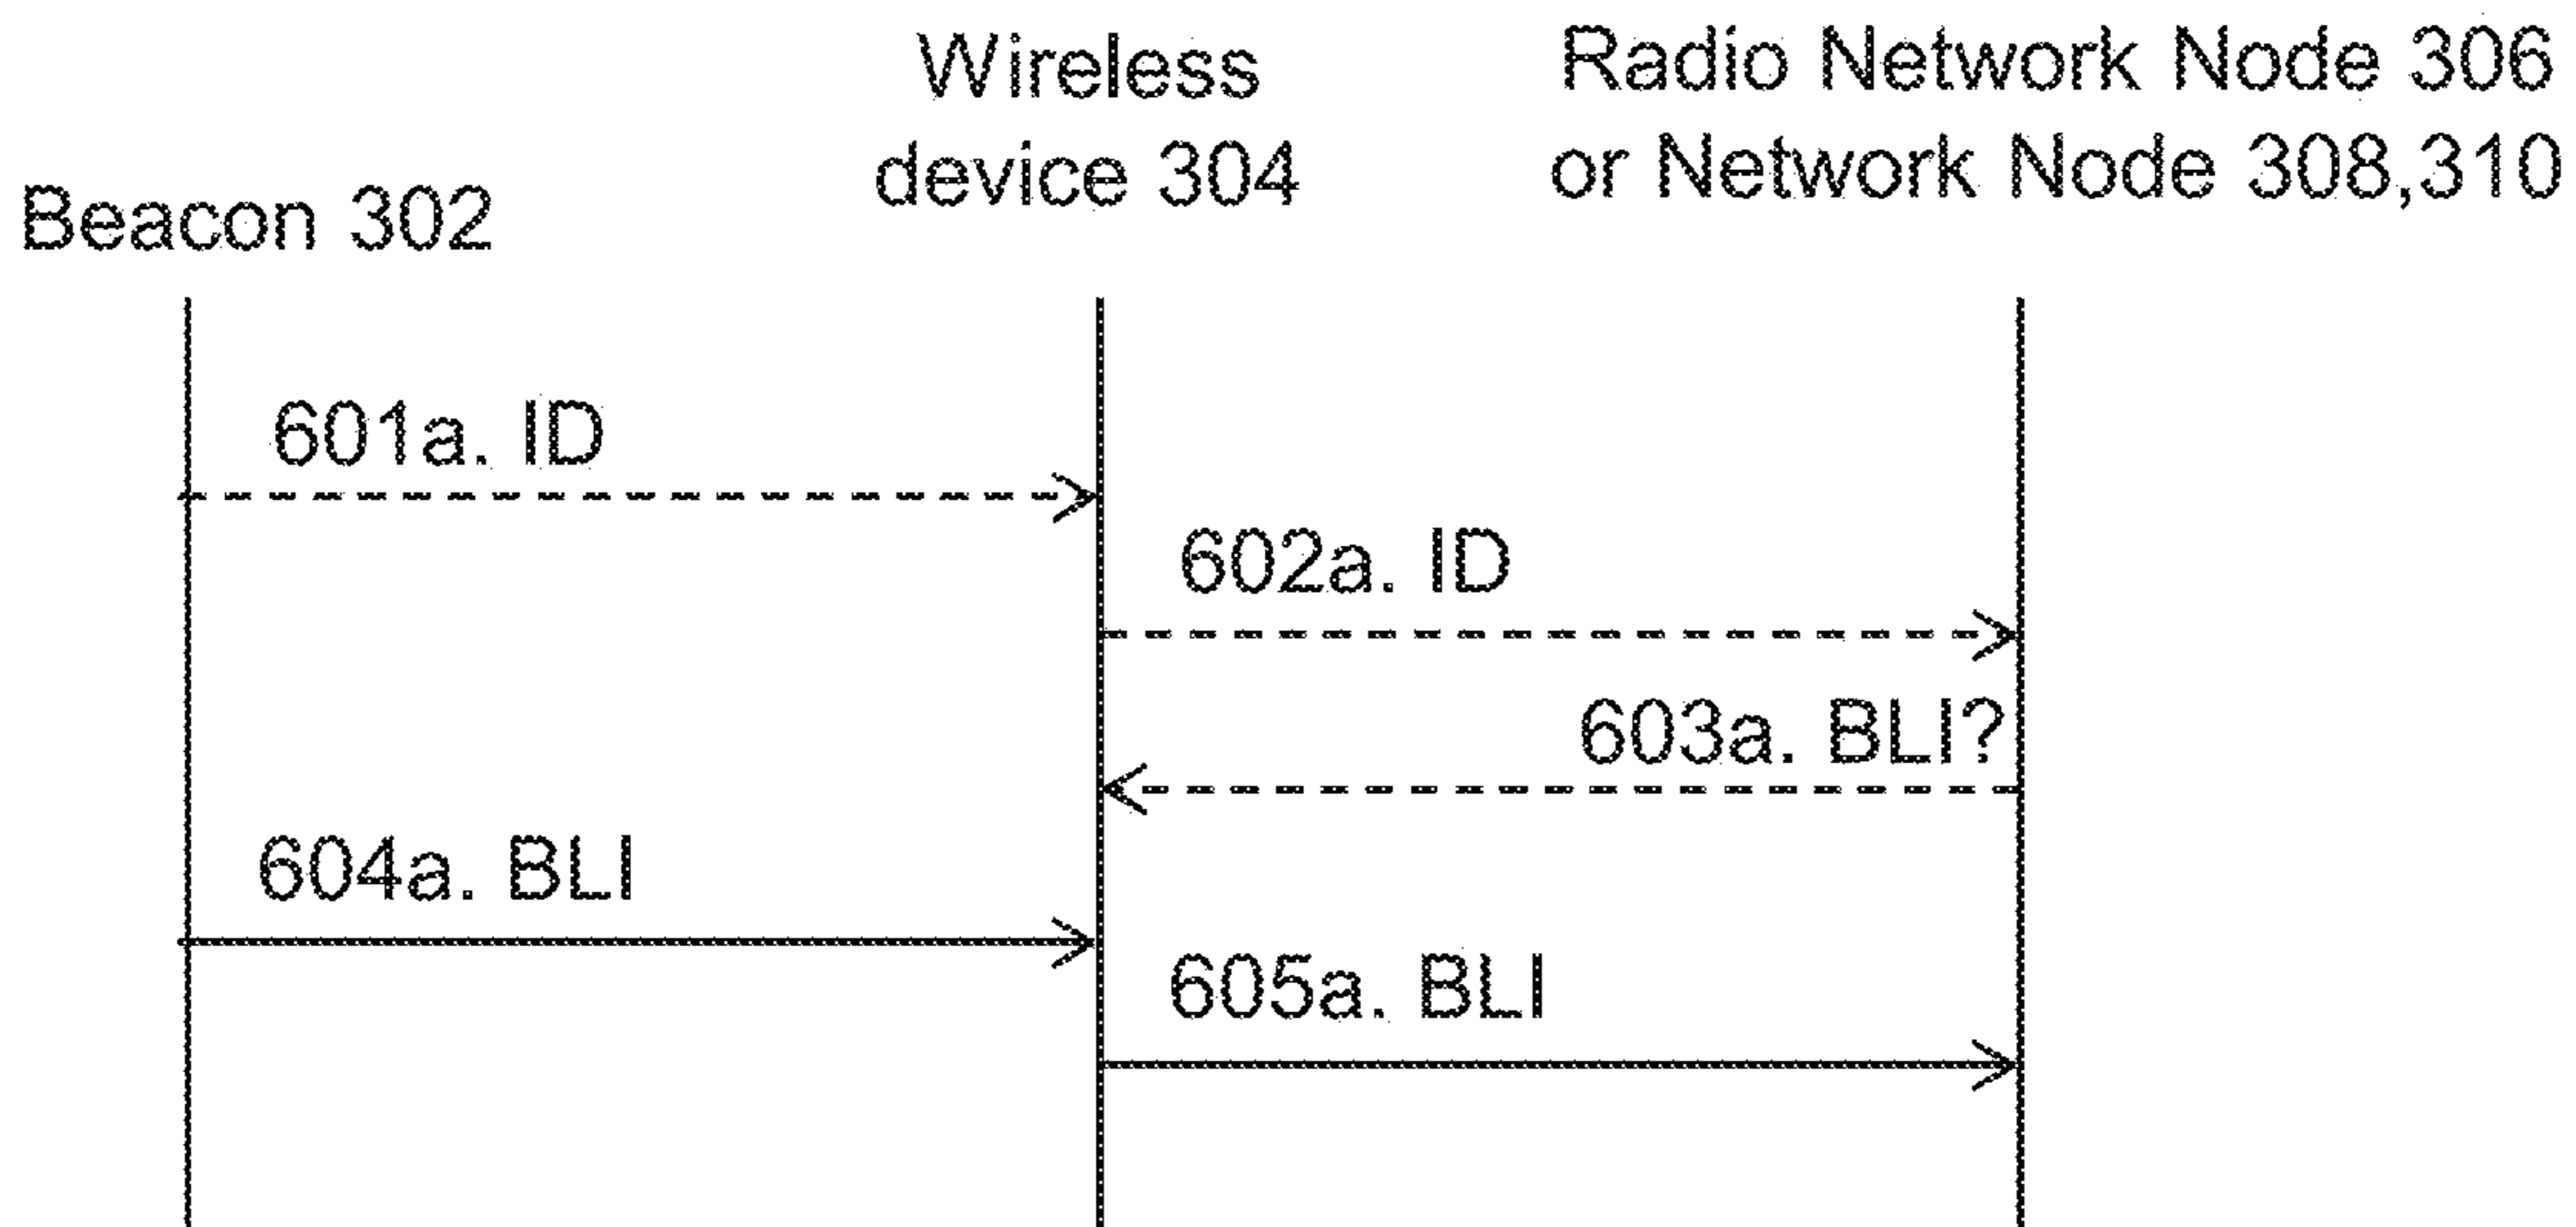 Wireless
device 304
Radio Network Node 306
or Network Node 308,310
Beacon 302
601a. ID
602a. ID
603a. BLI?
604a. BLI
605a. BLI